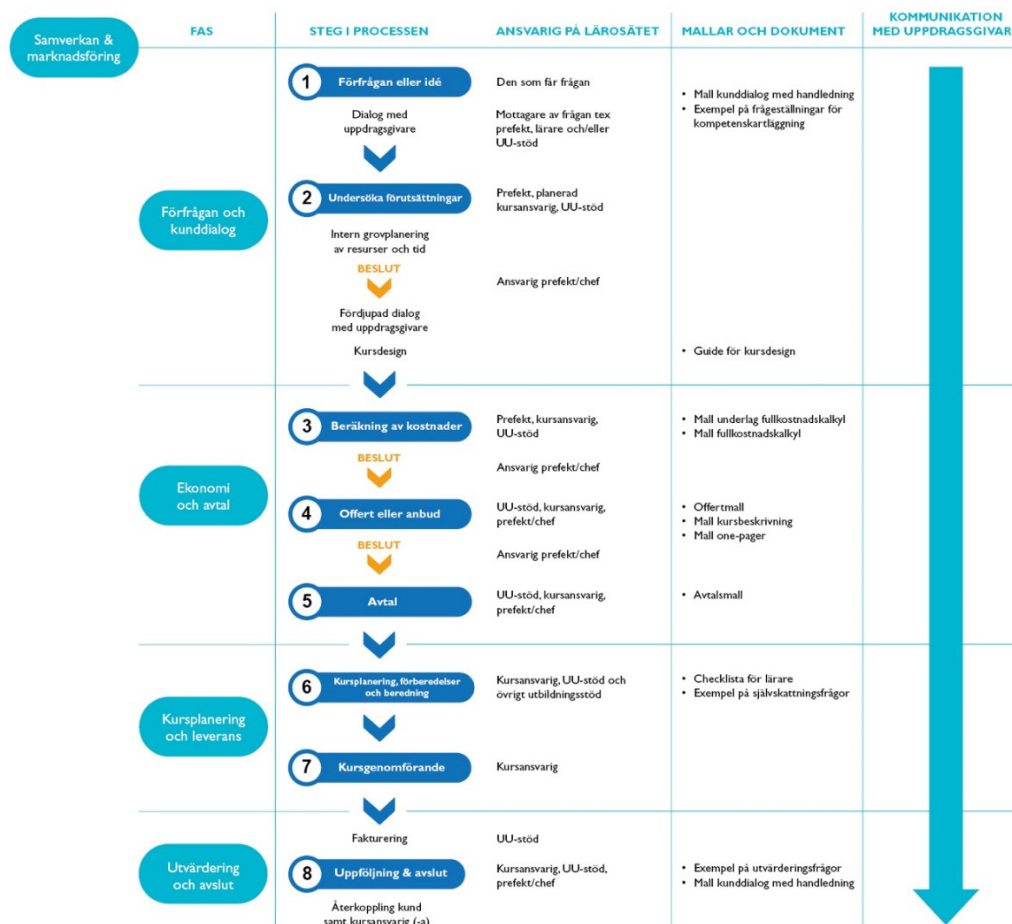 Samverkan &
marknadsföring
FAS
STEG I PROCESSEN
ANSVARIG PÅ LÄROSÄTET
MALLAR OCH DOKUMENT
KOMMUNIKATION
MED UPPDRAGSGIVAR
Förfrågan och
kunddialog
1 Förfrågan eller idé
Den som får frågan
• Mall kunddialog med handledning
• Exempel på frågeställningar för
kompetenskartläggning
Dialog med
uppdragsgivare
Mottagare av frågan tex
prefekt, lärare och/eller
UU-stöd
2 Undersöka förutsättningar
Prefekt, planerad
kursansvarig, UU-stöd
Intern grovplanering
av resurser och tid
BESLUT
Ansvarig prefekt/chef
Fördjupad dialog
med uppdragsgivare
Kursdesign
• Guide för kursdesign
Ekonomi
och avtal
3 Beräkning av kostnader
Prefekt, kursansvarig,
UU-stöd
• Mall underlag fullkostnadskalkyl
• Mall fullkostnadskalkyl
BESLUT
Ansvarig prefekt/chef
4 Offert eller anbud
UU-stöd, kursansvarig,
prefekt/chef
• Offertmall
• Mall kursbeskrivning
• Mall one-pager
BESLUT
Ansvarig prefekt/chef
5 Avtal
UU-stöd, kursansvarig,
prefekt/chef
• Avtalsmall
Kursplanering
och leverans
6 Kursplanering, förberedelser
och beredning
Kursansvarig, UU-stöd och
övrigt utbildningsstöd
• Checklista för lärare
• Exempel på självskattningsfrågor
7 Kursgenomförande
Kursansvarig
Utvärdering
och avslut
Fakturering
UU-stöd
8 Uppföljning & avslut
Kursansvarig, UU-stöd,
prefekt/chef
• Exempel på utvärderingsfrågor
• Mall kunddialog med handledning
Återkoppling kund
samt kursansvarig (-a)